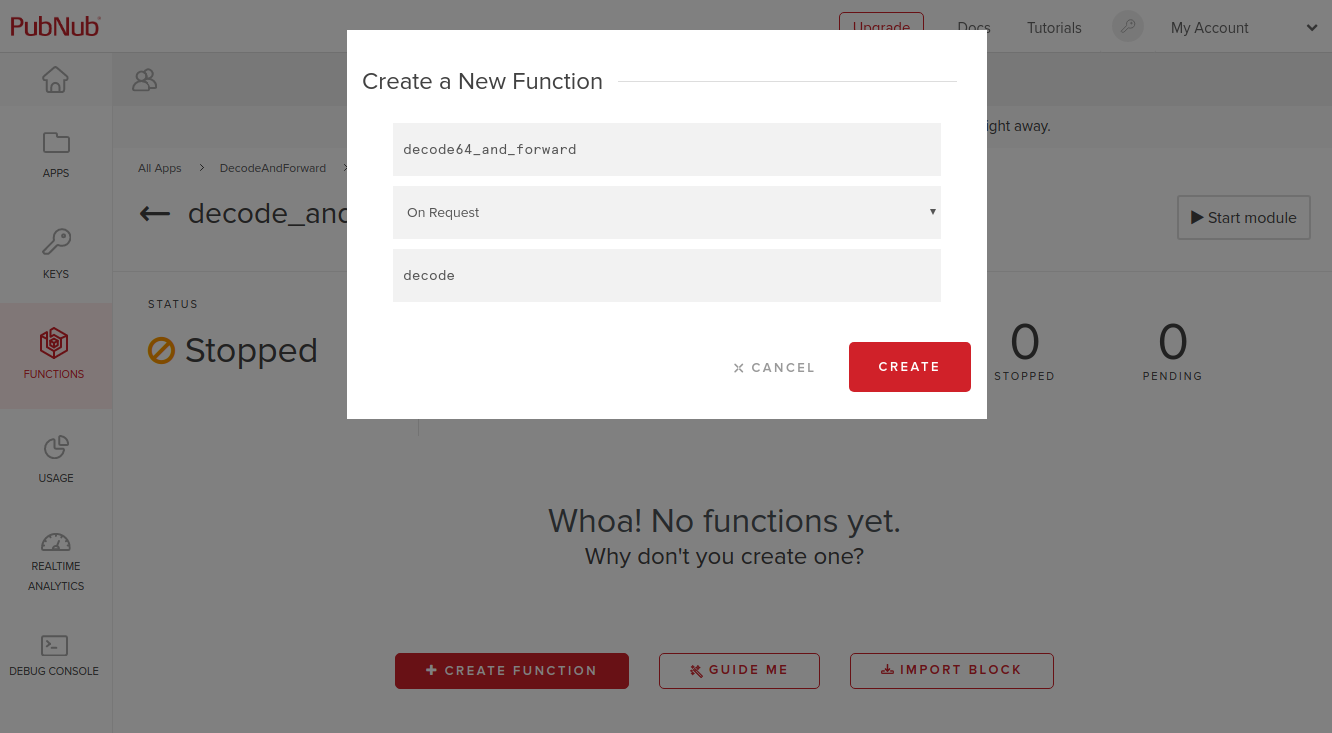 PubNub
Upgrade
Docs
Tutorials
My Account
Create a New Function
decode64_and_forward
ight away.
APPS
All Apps
DecodeAndForward
decode_and
On Request
Start module
KEYS
decode
STATUS
Stopped
CANCEL
CREATE
0
STOPPED
0
PENDING
FUNCTIONS
USAGE
Whoa! No functions yet.
Why don't you create one?
REALTIME
ANALYTICS
DEBUG CONSOLE
CREATE FUNCTION
GUIDE ME
IMPORT BLOCK